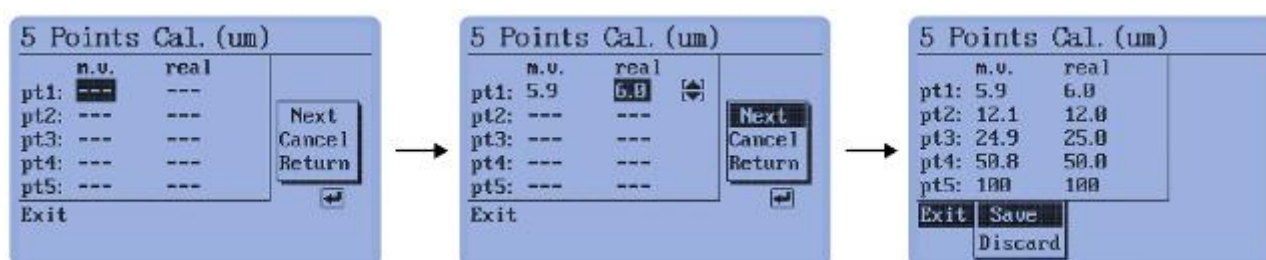 5 Points Cal. (um)
m.v. real
pt1: --- ---
pt2: --- ---
pt3: --- ---
pt4: --- ---
pt5: --- ---
Next
Cancel
Return
Exit
5 Points Cal. (um)
m.v. real
pt1: 5.9 6.0
pt2: --- ---
pt3: --- ---
pt4: --- ---
pt5: --- ---
Next
Cancel
Return
Exit
5 Points Cal. (um)
m.v. real
pt1: 5.9 6.0
pt2: 12.1 12.0
pt3: 24.9 25.0
pt4: 50.8 50.0
pt5: 100 100
Exit Save
Discard